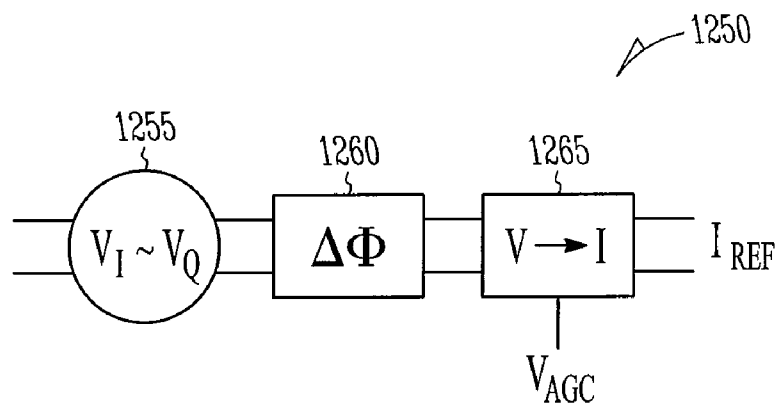 1250
1255
1260
1265
V_I ~ V_Q
ΔΦ
V → I
I_REF
V_AGC